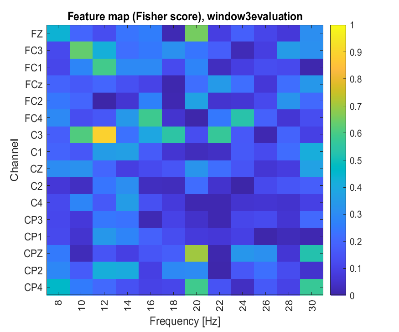 Feature map (Fisher score), window3evaluation
Channel
FZ
FC3
FC1
FCz
FC2
FC4
C3
C1
CZ
C2
C4
CP3
CP1
CPZ
CP2
CP4
8 10 12 14 16 18 20 22 24 26 28 30
Frequency [Hz]
1
0.9
0.8
0.7
0.6
0.5
0.4
0.3
0.2
0.1
0